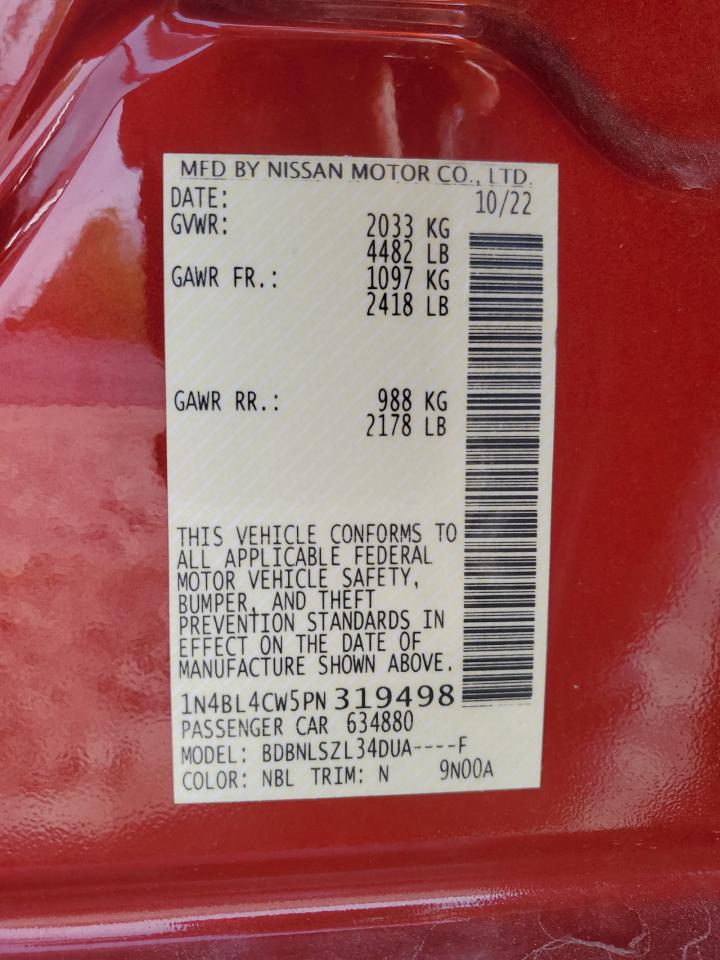 MFD BY NISSAN MOTOR CO., LTD.
DATE: 10/22
GVWR: 2033 KG
4482 LB
GAWR FR.: 1097 KG
2418 LB
GAWR RR.: 988 KG
2178 LB
THIS VEHICLE CONFORMS TO
ALL APPLICABLE FEDERAL
MOTOR VEHICLE SAFETY,
BUMPER, AND THEFT
PREVENTION STANDARDS IN
EFFECT ON THE DATE OF
MANUFACTURE SHOWN ABOVE.
1N4BL4CW5PN 319498
PASSENGER CAR 634880
MODEL: BDBNLSZL34DUA----F
COLOR: NBL TRIM: N 9N00A